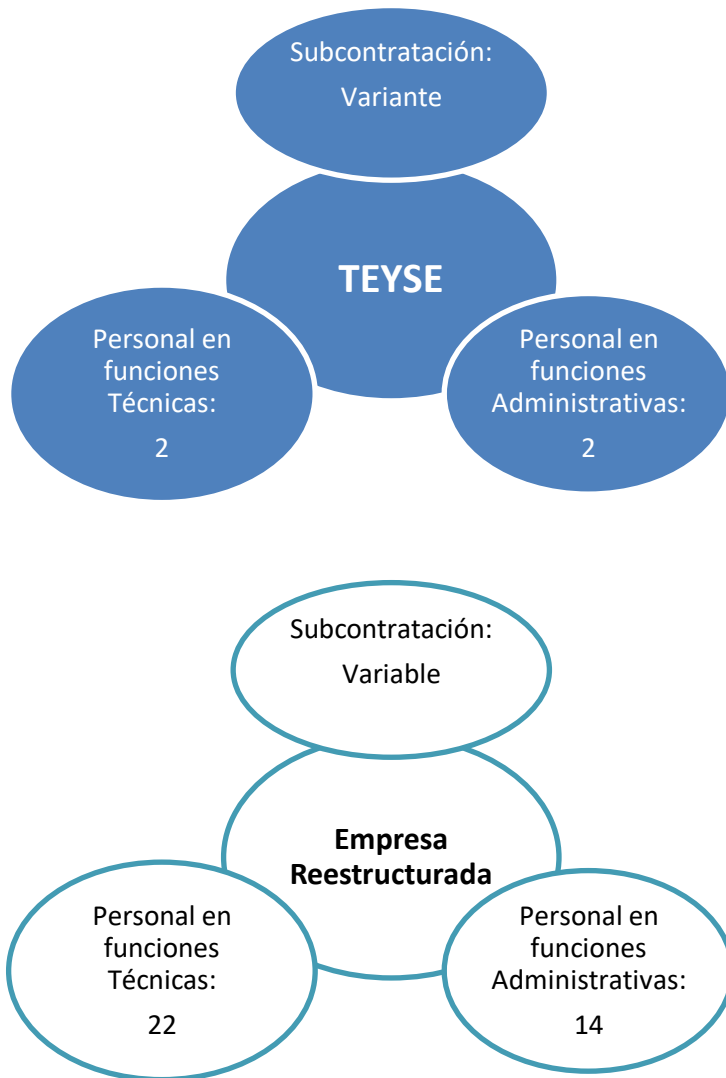 Subcontratación:
Variante
TEYSE
Personal en
funciones
Técnicas:
2
Personal en
funciones
Administrativas:
2
Subcontratación:
Variable
Empresa
Reestructurada
Personal en
funciones
Técnicas:
22
Personal en
funciones
Administrativas:
14